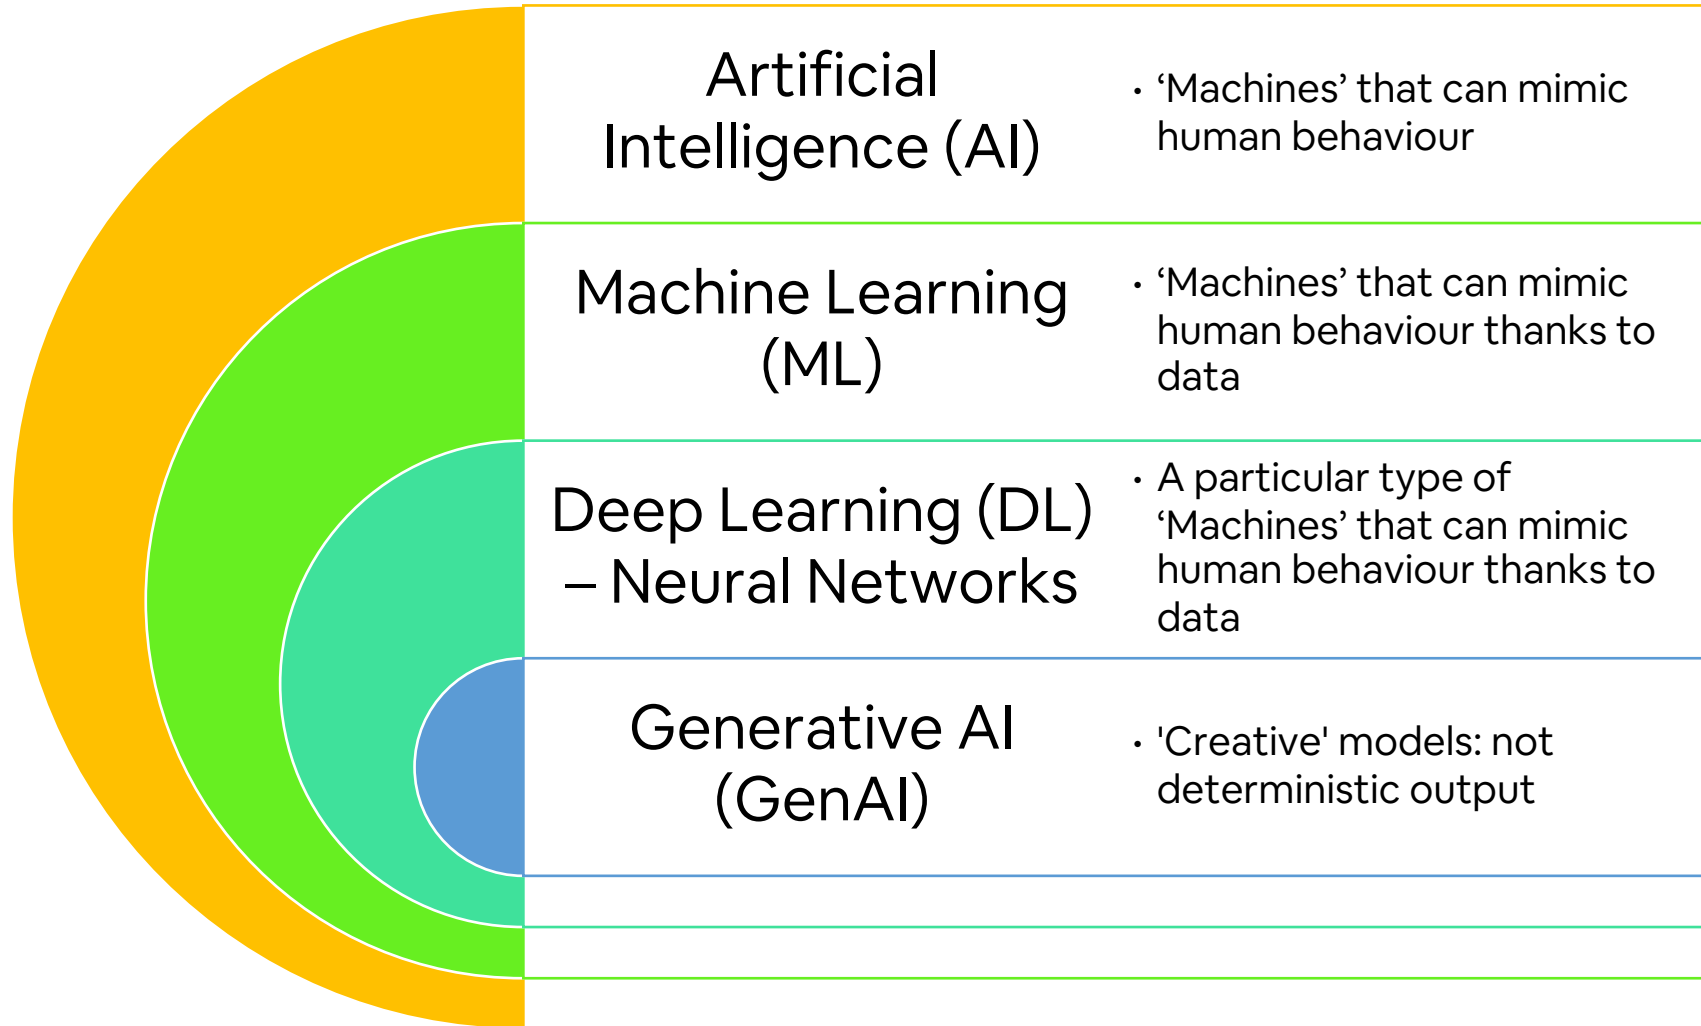 Artificial
Intelligence (AI)
· ‘Machines’ that can mimic
human behaviour
Machine Learning
(ML)
· ‘Machines’ that can mimic
human behaviour thanks to
data
Deep Learning (DL)
– Neural Networks
· A particular type of
‘Machines’ that can mimic
human behaviour thanks to
data
Generative AI
(GenAI)
· 'Creative' models: not
deterministic output